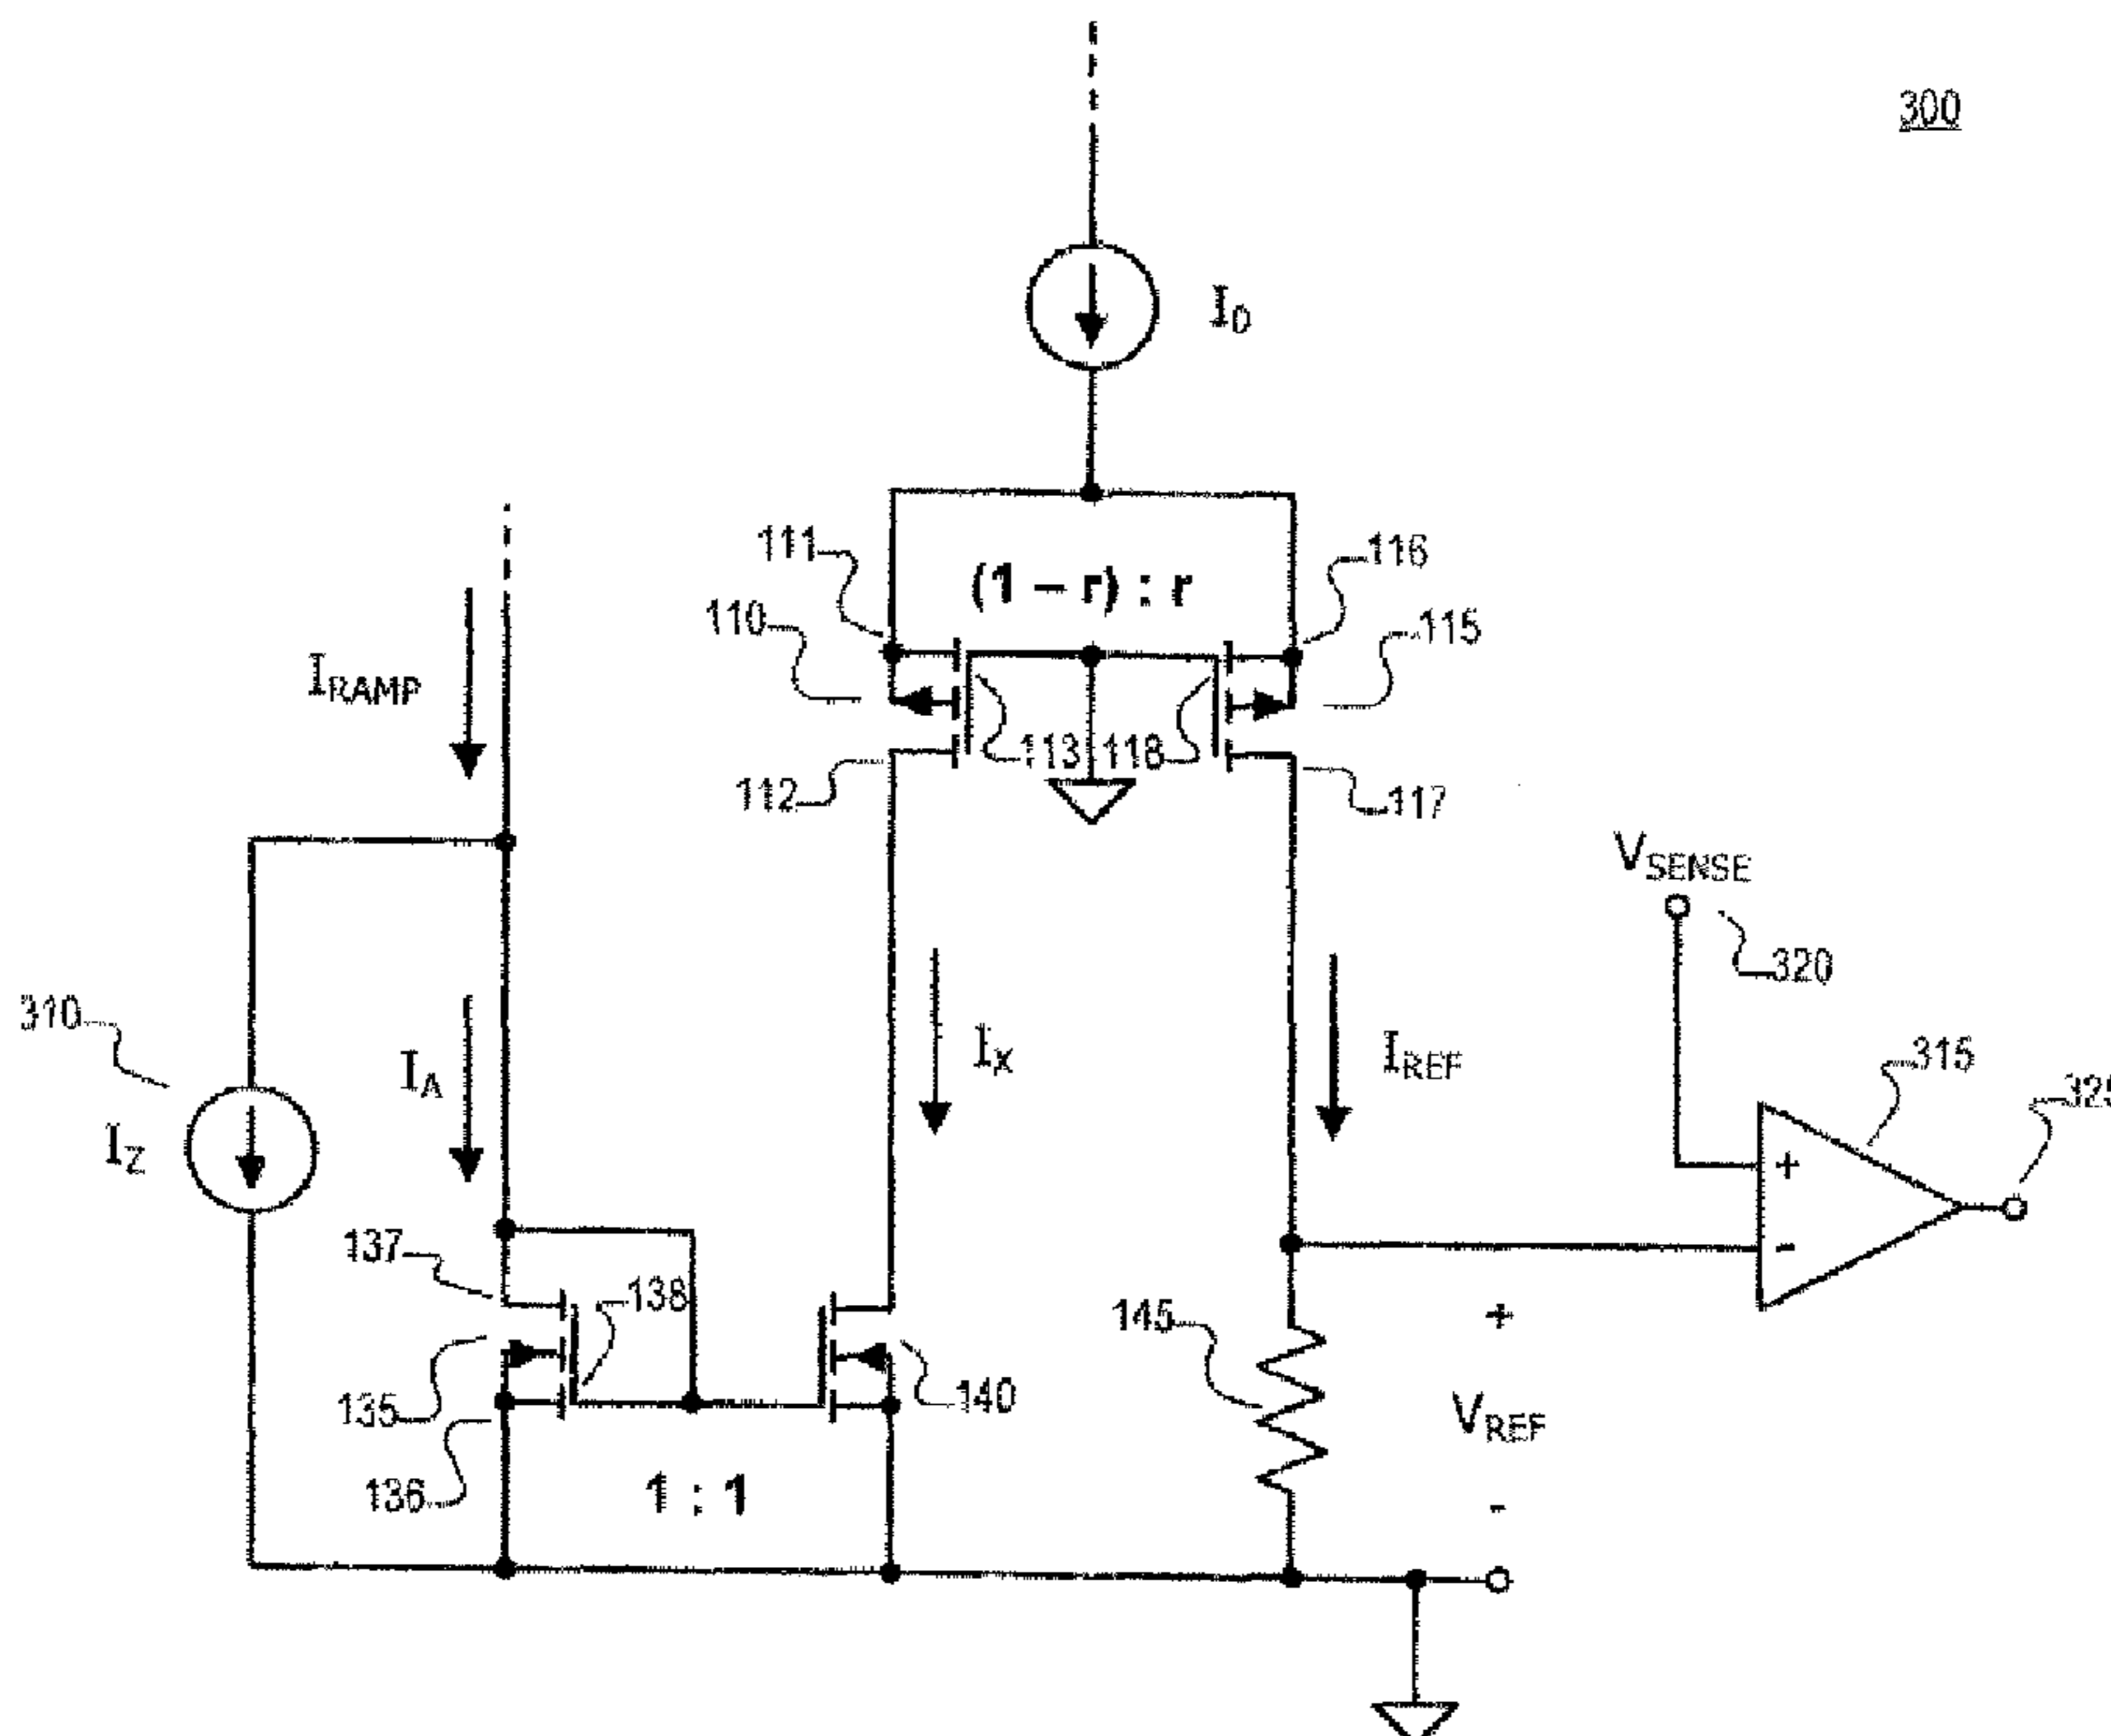 300
I0
111
(1 – r) : r
116
110
115
IRAMP
113
118
112
117
VSENSE
320
310
IA
IX
IREF
315
325
IZ
137
138
145
+
-
+
135
140
VREF
136
1 : 1
-